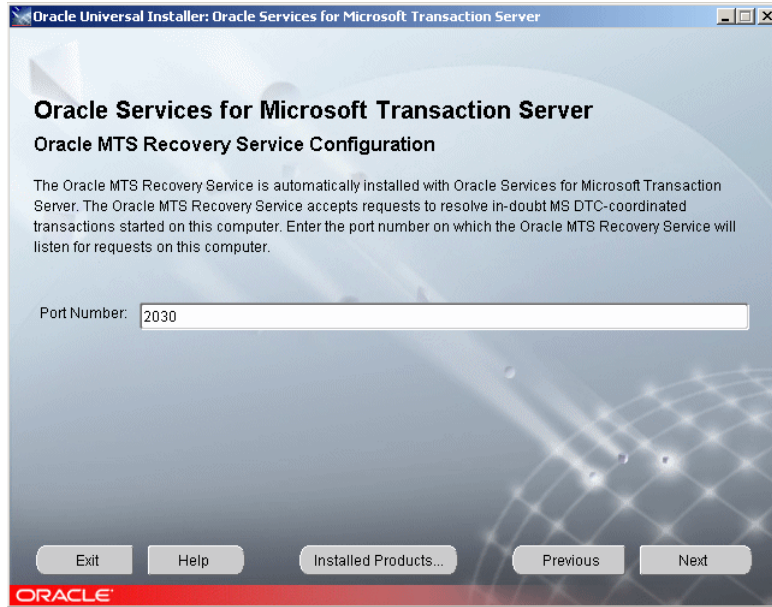 Oracle Universal Installer: Oracle Services for Microsoft Transaction Server
Oracle Services for Microsoft Transaction Server
Oracle MTS Recovery Service Configuration
The Oracle MTS Recovery Service is automatically installed with Oracle Services for Microsoft Transaction
Server. The Oracle MTS Recovery Service accepts requests to resolve in-doubt MS DTC-coordinated
transactions started on this computer. Enter the port number on which the Oracle MTS Recovery Service will
listen for requests on this computer.
Port Number: 2030
Exit Help Installed Products... Previous Next
ORACLE